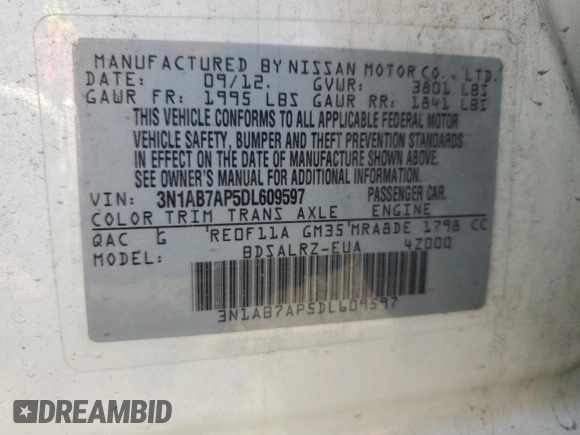 MANUFACTURED BY NISSAN MOTOR CO., LTD.
DATE: 09/12. GVWR: 3801 LBS
GAWR FR: 1995 LBS GAWR RR: 1841 LBS
THIS VEHICLE CONFORMS TO ALL APPLICABLE FEDERAL MOTOR
VEHICLE SAFETY, BUMPER AND THEFT PREVENTION STANDARDS
IN EFFECT ON THE DATE OF MANUFACTURE SHOWN ABOVE.
SEE OWNER'S MANUAL FOR ADDITIONAL INFORMATION.
VIN: 3N1AB7AP5DL609597 PASSENGER CAR.
COLOR TRIM TRANS AXLE ENGINE
QAC G RE0F11A GM35 MRA8DE 1798 CC
BDSALRZ-EUA 4Z000
3N1AB7AP5DL609597
DREAMBID